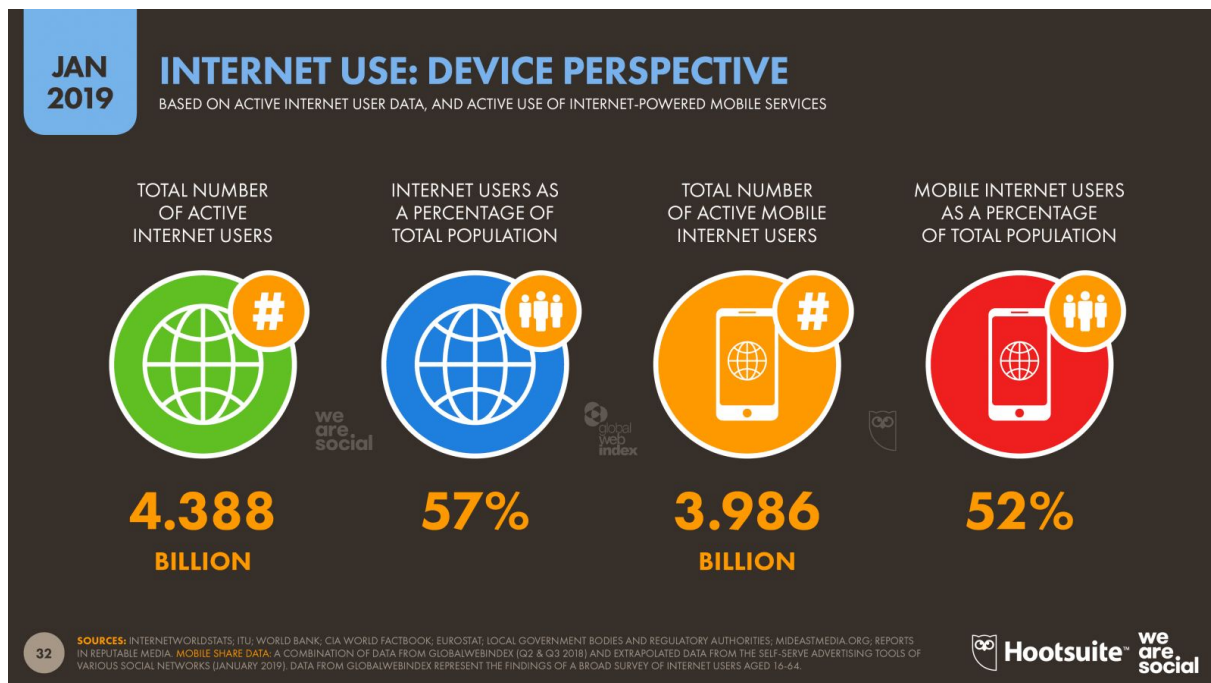 JAN
2019
INTERNET USE: DEVICE PERSPECTIVE
BASED ON ACTIVE INTERNET USER DATA, AND ACTIVE USE OF INTERNET-POWERED MOBILE SERVICES
TOTAL NUMBER
OF ACTIVE
INTERNET USERS
#
4.388
BILLION
INTERNET USERS AS
A PERCENTAGE OF
TOTAL POPULATION
57%
TOTAL NUMBER
OF ACTIVE MOBILE
INTERNET USERS
#
3.986
BILLION
MOBILE INTERNET USERS
AS A PERCENTAGE
OF TOTAL POPULATION
52%
we
are
social
global
web
index
32
SOURCES: INTERNETWORLDSTATS; ITU; WORLD BANK; CIA WORLD FACTBOOK; EUROSTAT; LOCAL GOVERNMENT BODIES AND REGULATORY AUTHORITIES; MIDEASTMEDIA.ORG; REPORTS
IN REPUTABLE MEDIA. MOBILE SHARE DATA: A COMBINATION OF DATA FROM GLOBALWEBINDEX (Q2 & Q3 2018) AND EXTRAPOLATED DATA FROM THE SELF-SERVE ADVERTISING TOOLS OF
VARIOUS SOCIAL NETWORKS (JANUARY 2019). DATA FROM GLOBALWEBINDEX REPRESENT THE FINDINGS OF A BROAD SURVEY OF INTERNET USERS AGED 16-64.
Hootsuite™
we
are.
social